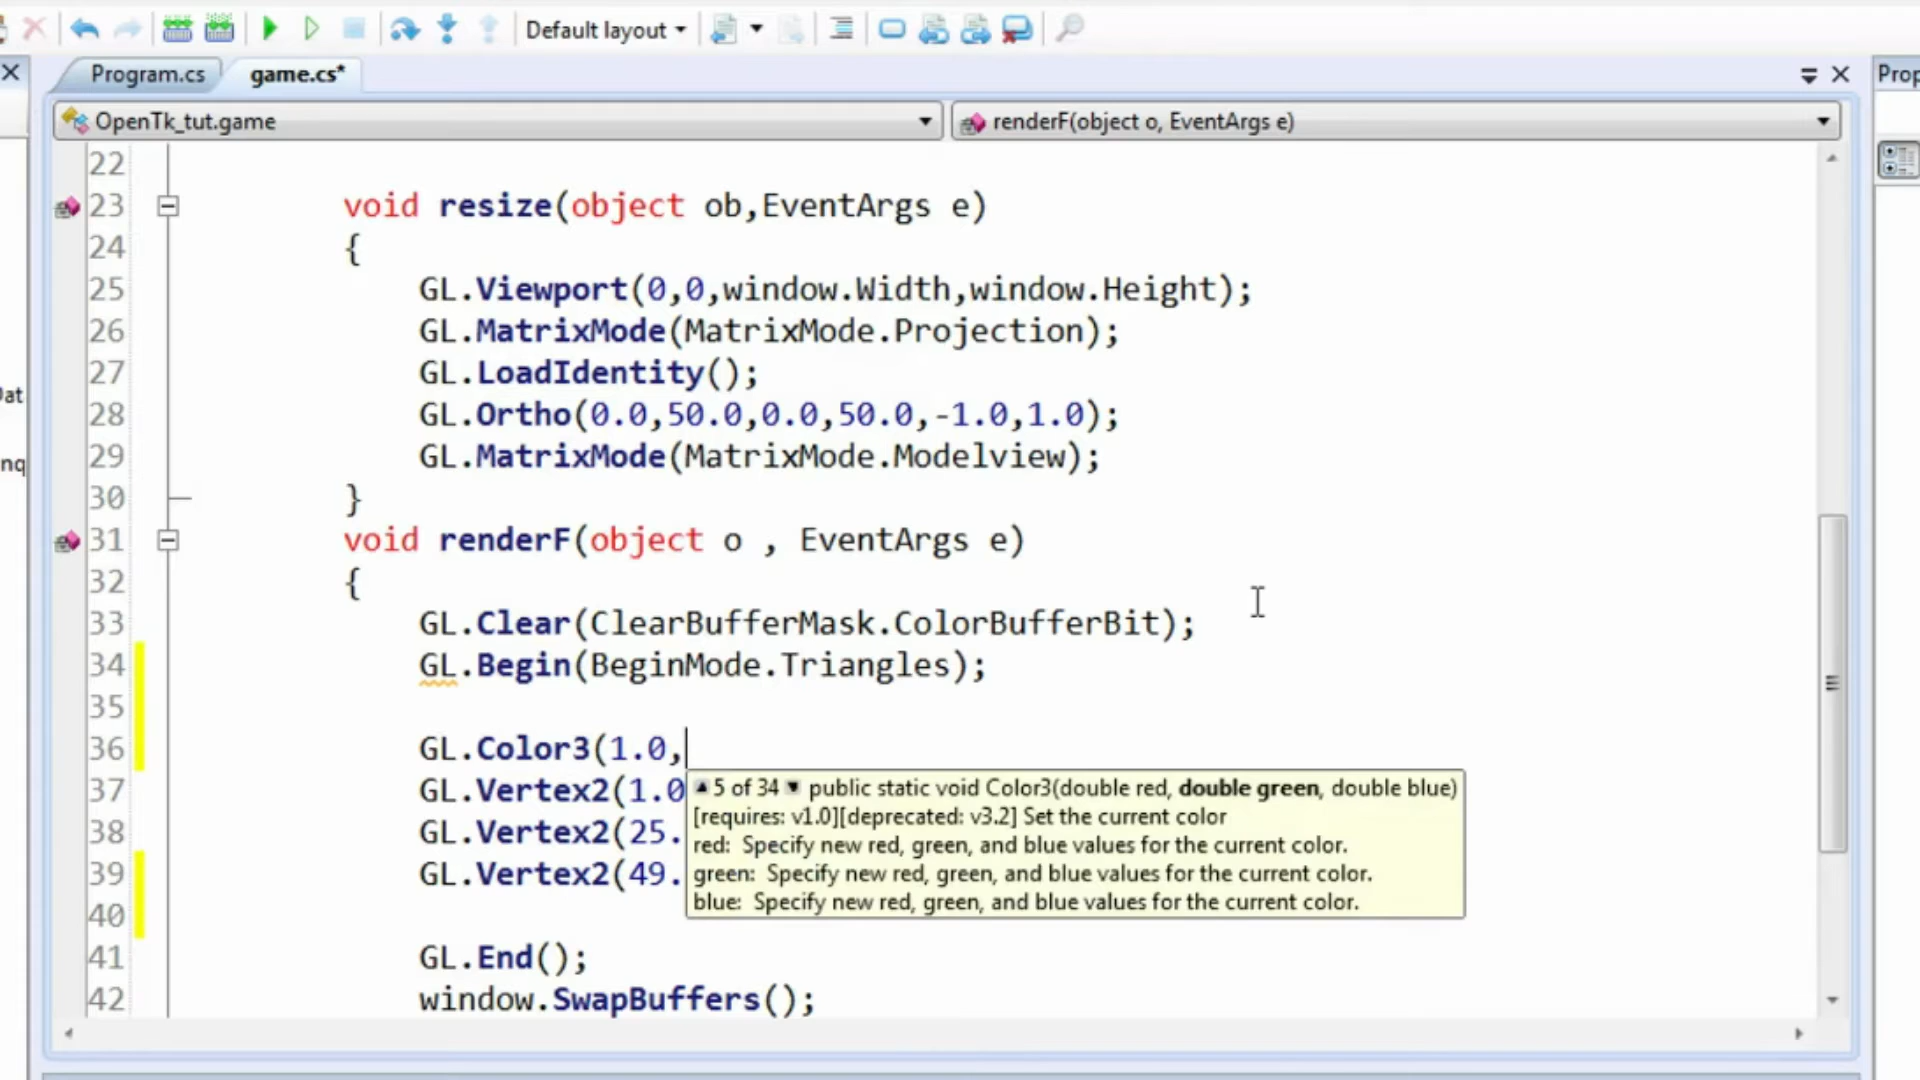 Default layout
Program.cs
game.cs*
Prop
OpenTk_tut.game
renderF(object o, EventArgs e)
22
23 void resize(object ob,EventArgs e)
24 {
25 GL.Viewport(0,0,window.Width,window.Height);
26 GL.MatrixMode(MatrixMode.Projection);
27 GL.LoadIdentity();
28 GL.Ortho(0.0,50.0,0.0,50.0,-1.0,1.0);
29 GL.MatrixMode(MatrixMode.Modelview);
30 }
31 void renderF(object o , EventArgs e)
32 {
33 GL.Clear(ClearBufferMask.ColorBufferBit);
34 GL.Begin(BeginMode.Triangles);
35
36 GL.Color3(1.0,
37 GL.Vertex2(1.0
38 GL.Vertex2(25.
39 GL.Vertex2(49.
40
41 GL.End();
42 window.SwapBuffers();
5 of 34 public static void Color3(double red, double green, double blue)
[requires: v1.0][deprecated: v3.2] Set the current color
red: Specify new red, green, and blue values for the current color.
green: Specify new red, green, and blue values for the current color.
blue: Specify new red, green, and blue values for the current color.